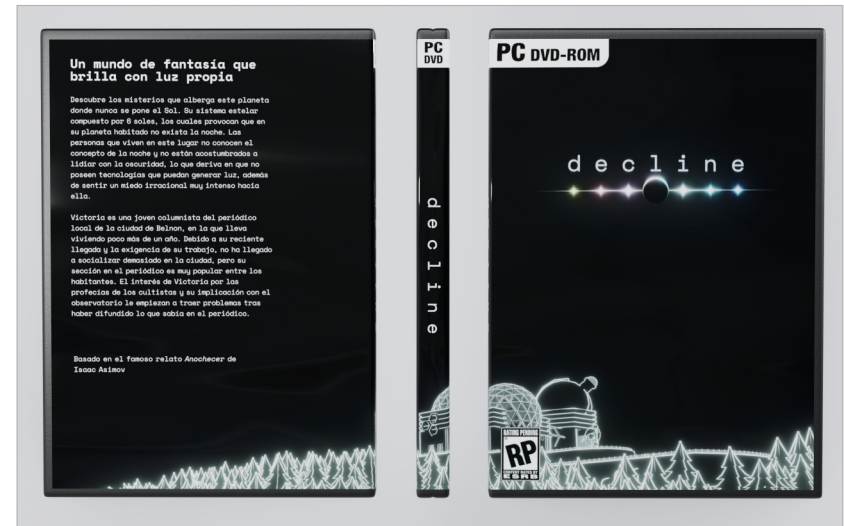 Un mundo de fantasía que
brilla con luz propia
Descubre los misterios que alberga este planeta
donde nunca se pone el Sol. Su sistema estelar
compuesto por 6 soles, los cuales provocan que en
su planeta habitado no exista la noche. Las
personas que viven en este lugar no conocen el
concepto de la noche y no están acostumbrados a
lidiar con la oscuridad, lo que deriva en que no
poseen tecnologías que puedan generar luz, además
de sentir un miedo irracional muy intenso hacia
ella.
Victoria es una joven columnista del periódico
local de la ciudad de Belnon, en la que lleva
viviendo poco más de un año. Debido a su reciente
llegada y la exigencia de su trabajo, no ha llegado
a socializar demasiado en la ciudad, pero su
sección en el periódico es muy popular entre los
habitantes. El interés de Victoria por las
profecías de los cultistas y su implicación con el
observatorio le empiezan a traer problemas tras
haber difundido lo que sabía en el periódico.
Basado en el famoso relato Anochecer de
Isaac Asimov
PC
DVD
decline
PC DVD-ROM
decline
RATING PENDING
RP
CONTENT RATED BY
ESRB